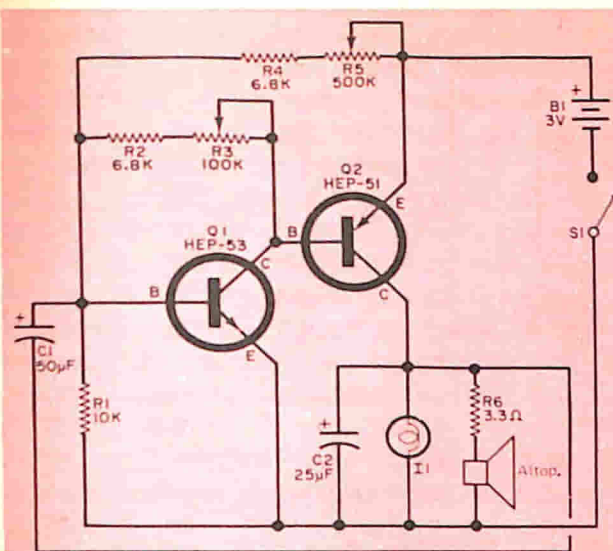 R4
6.8K
R5
500K
+
B1
3V
R2
6.8K
R3
100K
Q2
HEP-51
E
S1
Q1
HEP-53
B
C
C
B
E
+
C1
50µF
R1
10K
+
C2
25µF
I1
R6
3.3Ω
Altop.